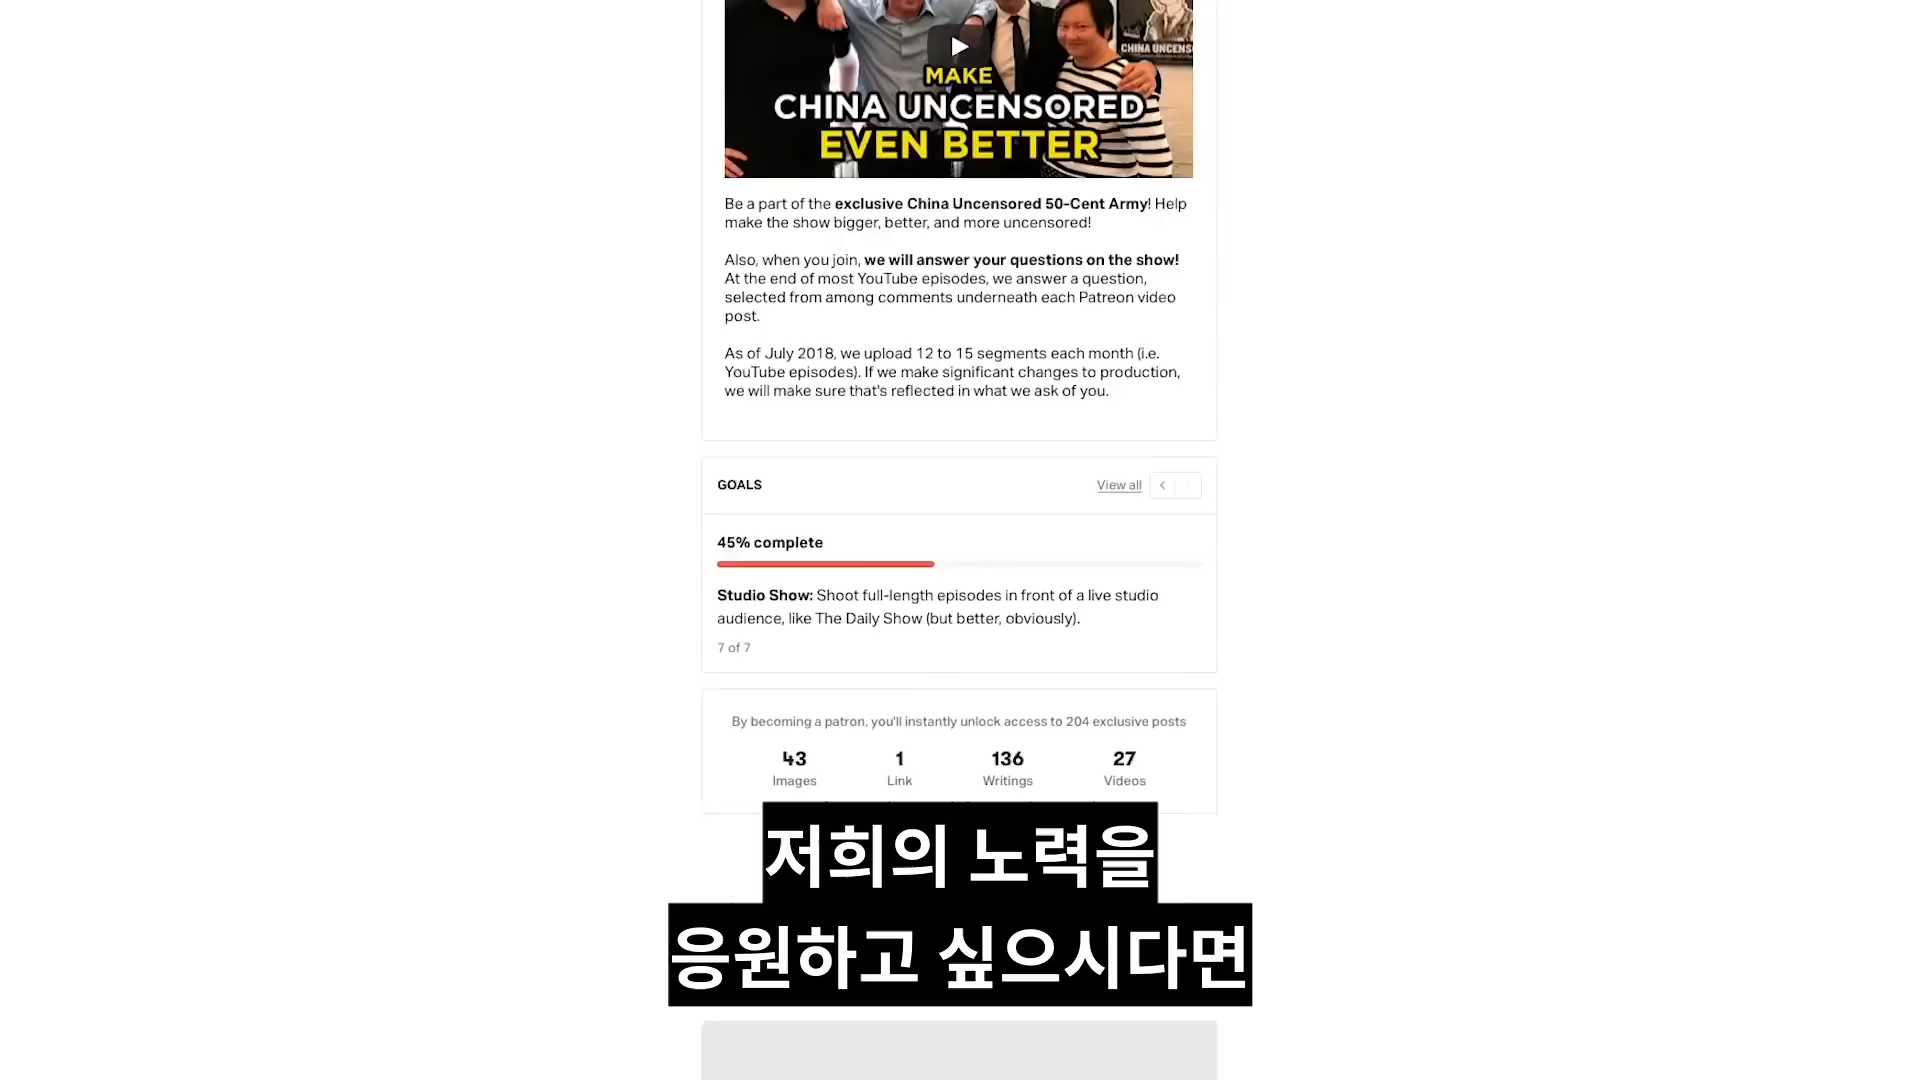 CHINA UNCENS
MAKE
CHINA UNCENSORED
EVEN BETTER
Be a part of the exclusive China Uncensored 50-Cent Army! Help
make the show bigger, better, and more uncensored!
Also, when you join, we will answer your questions on the show!
At the end of most YouTube episodes, we answer a question,
selected from among comments underneath each Patreon video
post.
As of July 2018, we upload 12 to 15 segments each month (i.e.
YouTube episodes). If we make significant changes to production,
we will make sure that's reflected in what we ask of you.
GOALS View all
45% complete
Studio Show: Shoot full-length episodes in front of a live studio
audience, like The Daily Show (but better, obviously).
7 of 7
By becoming a patron, you'll instantly unlock access to 204 exclusive posts
43 1 136 27
Images Link Writings Videos
저희의 노력을
응원하고 싶으시다면